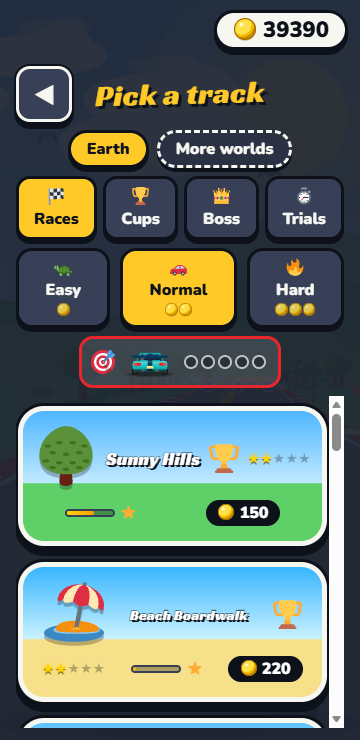 39390
Pick a track
Earth
More worlds
Races
Cups
Boss
Trials
Easy
Normal
Hard
Sunny Hills
150
Beach Boardwalk
220